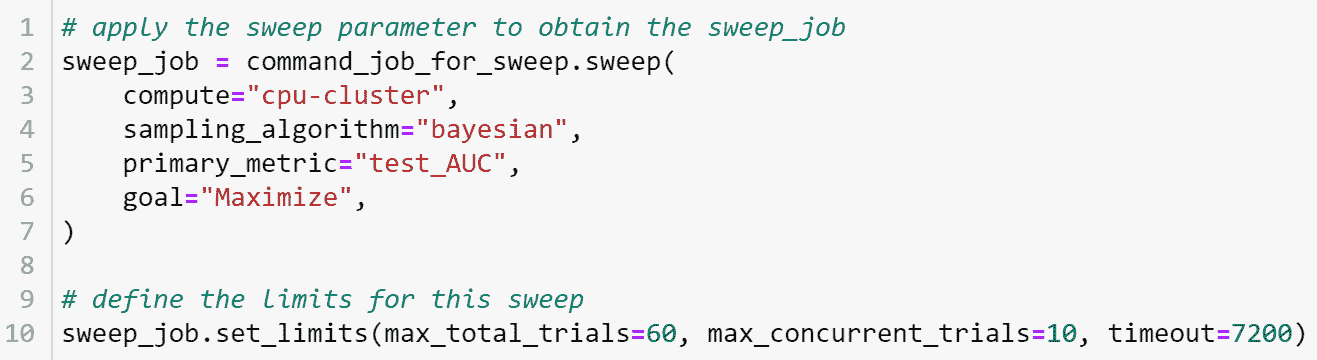 1 # apply the sweep parameter to obtain the sweep_job
2 sweep_job = command_job_for_sweep.sweep(
3     compute="cpu-cluster",
4     sampling_algorithm="bayesian",
5     primary_metric="test_AUC",
6     goal="Maximize",
7 )
8
9 # define the limits for this sweep
10 sweep_job.set_limits(max_total_trials=60, max_concurrent_trials=10, timeout=7200)